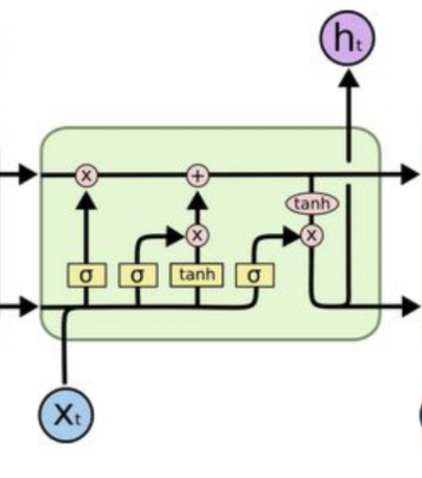 ht
x +
tanh
x x
σ σ tanh σ
Xt